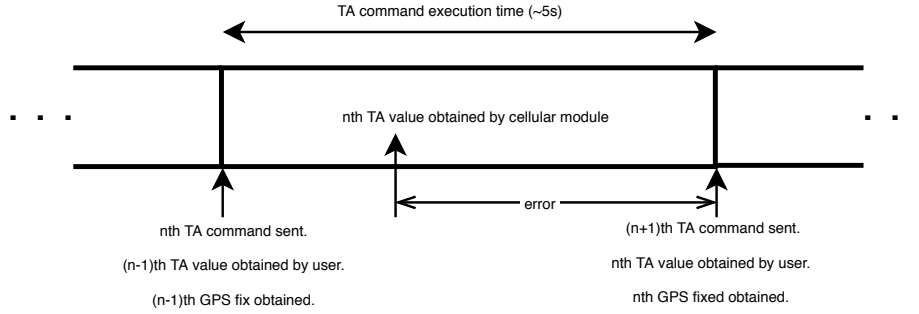 TA command execution time (~5s)
. . .
. .
nth TA value obtained by cellular module
error
nth TA command sent.
(n-1)th TA value obtained by user.
(n-1)th GPS fix obtained.
(n+1)th TA command sent.
nth TA value obtained by user.
nth GPS fixed obtained.